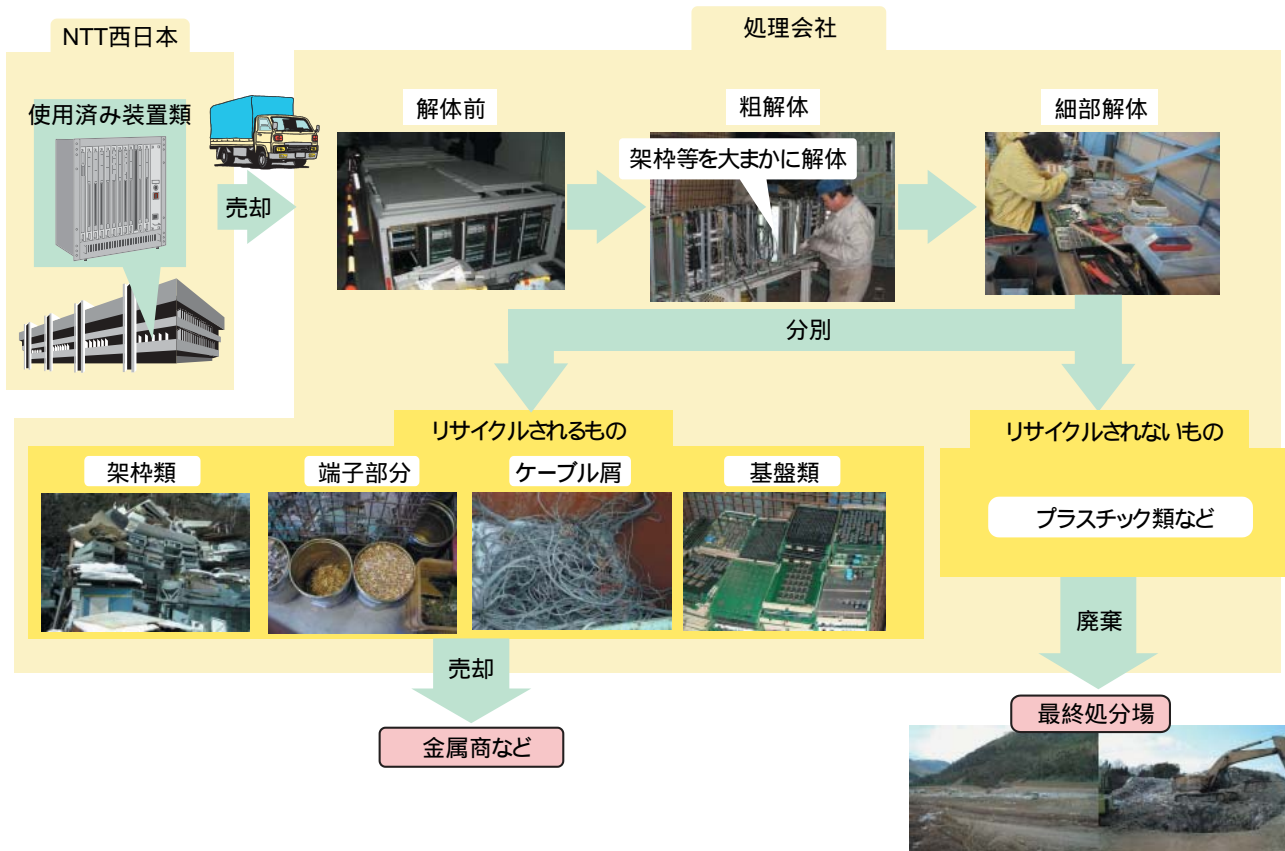 NTT西日本
処理会社
使用済み装置類
売却
解体前
粗解体
架枠等を大まかに解体
細部解体
分別
リサイクルされるもの
架枠類
端子部分
ケーブル屑
基盤類
リサイクルされないもの
プラスチック類など
売却
金属商など
廃棄
最終処分場